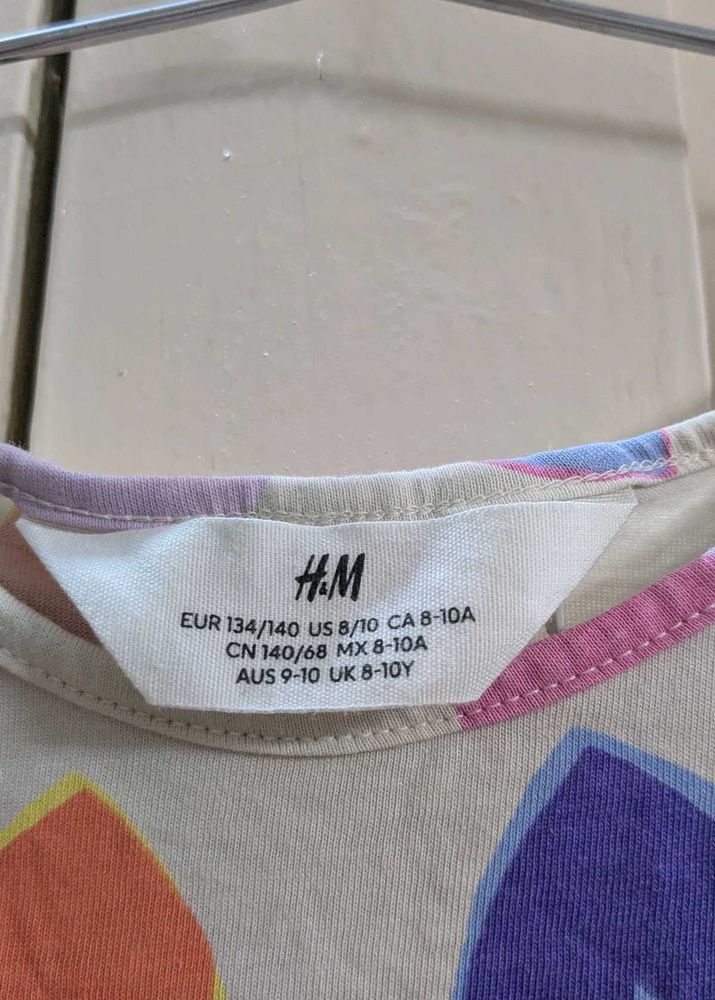 H&M
EUR 134/140 US 8/10 CA 8-10A
CN 140/68 MX 8-10A
AUS 9-10 UK 8-10Y